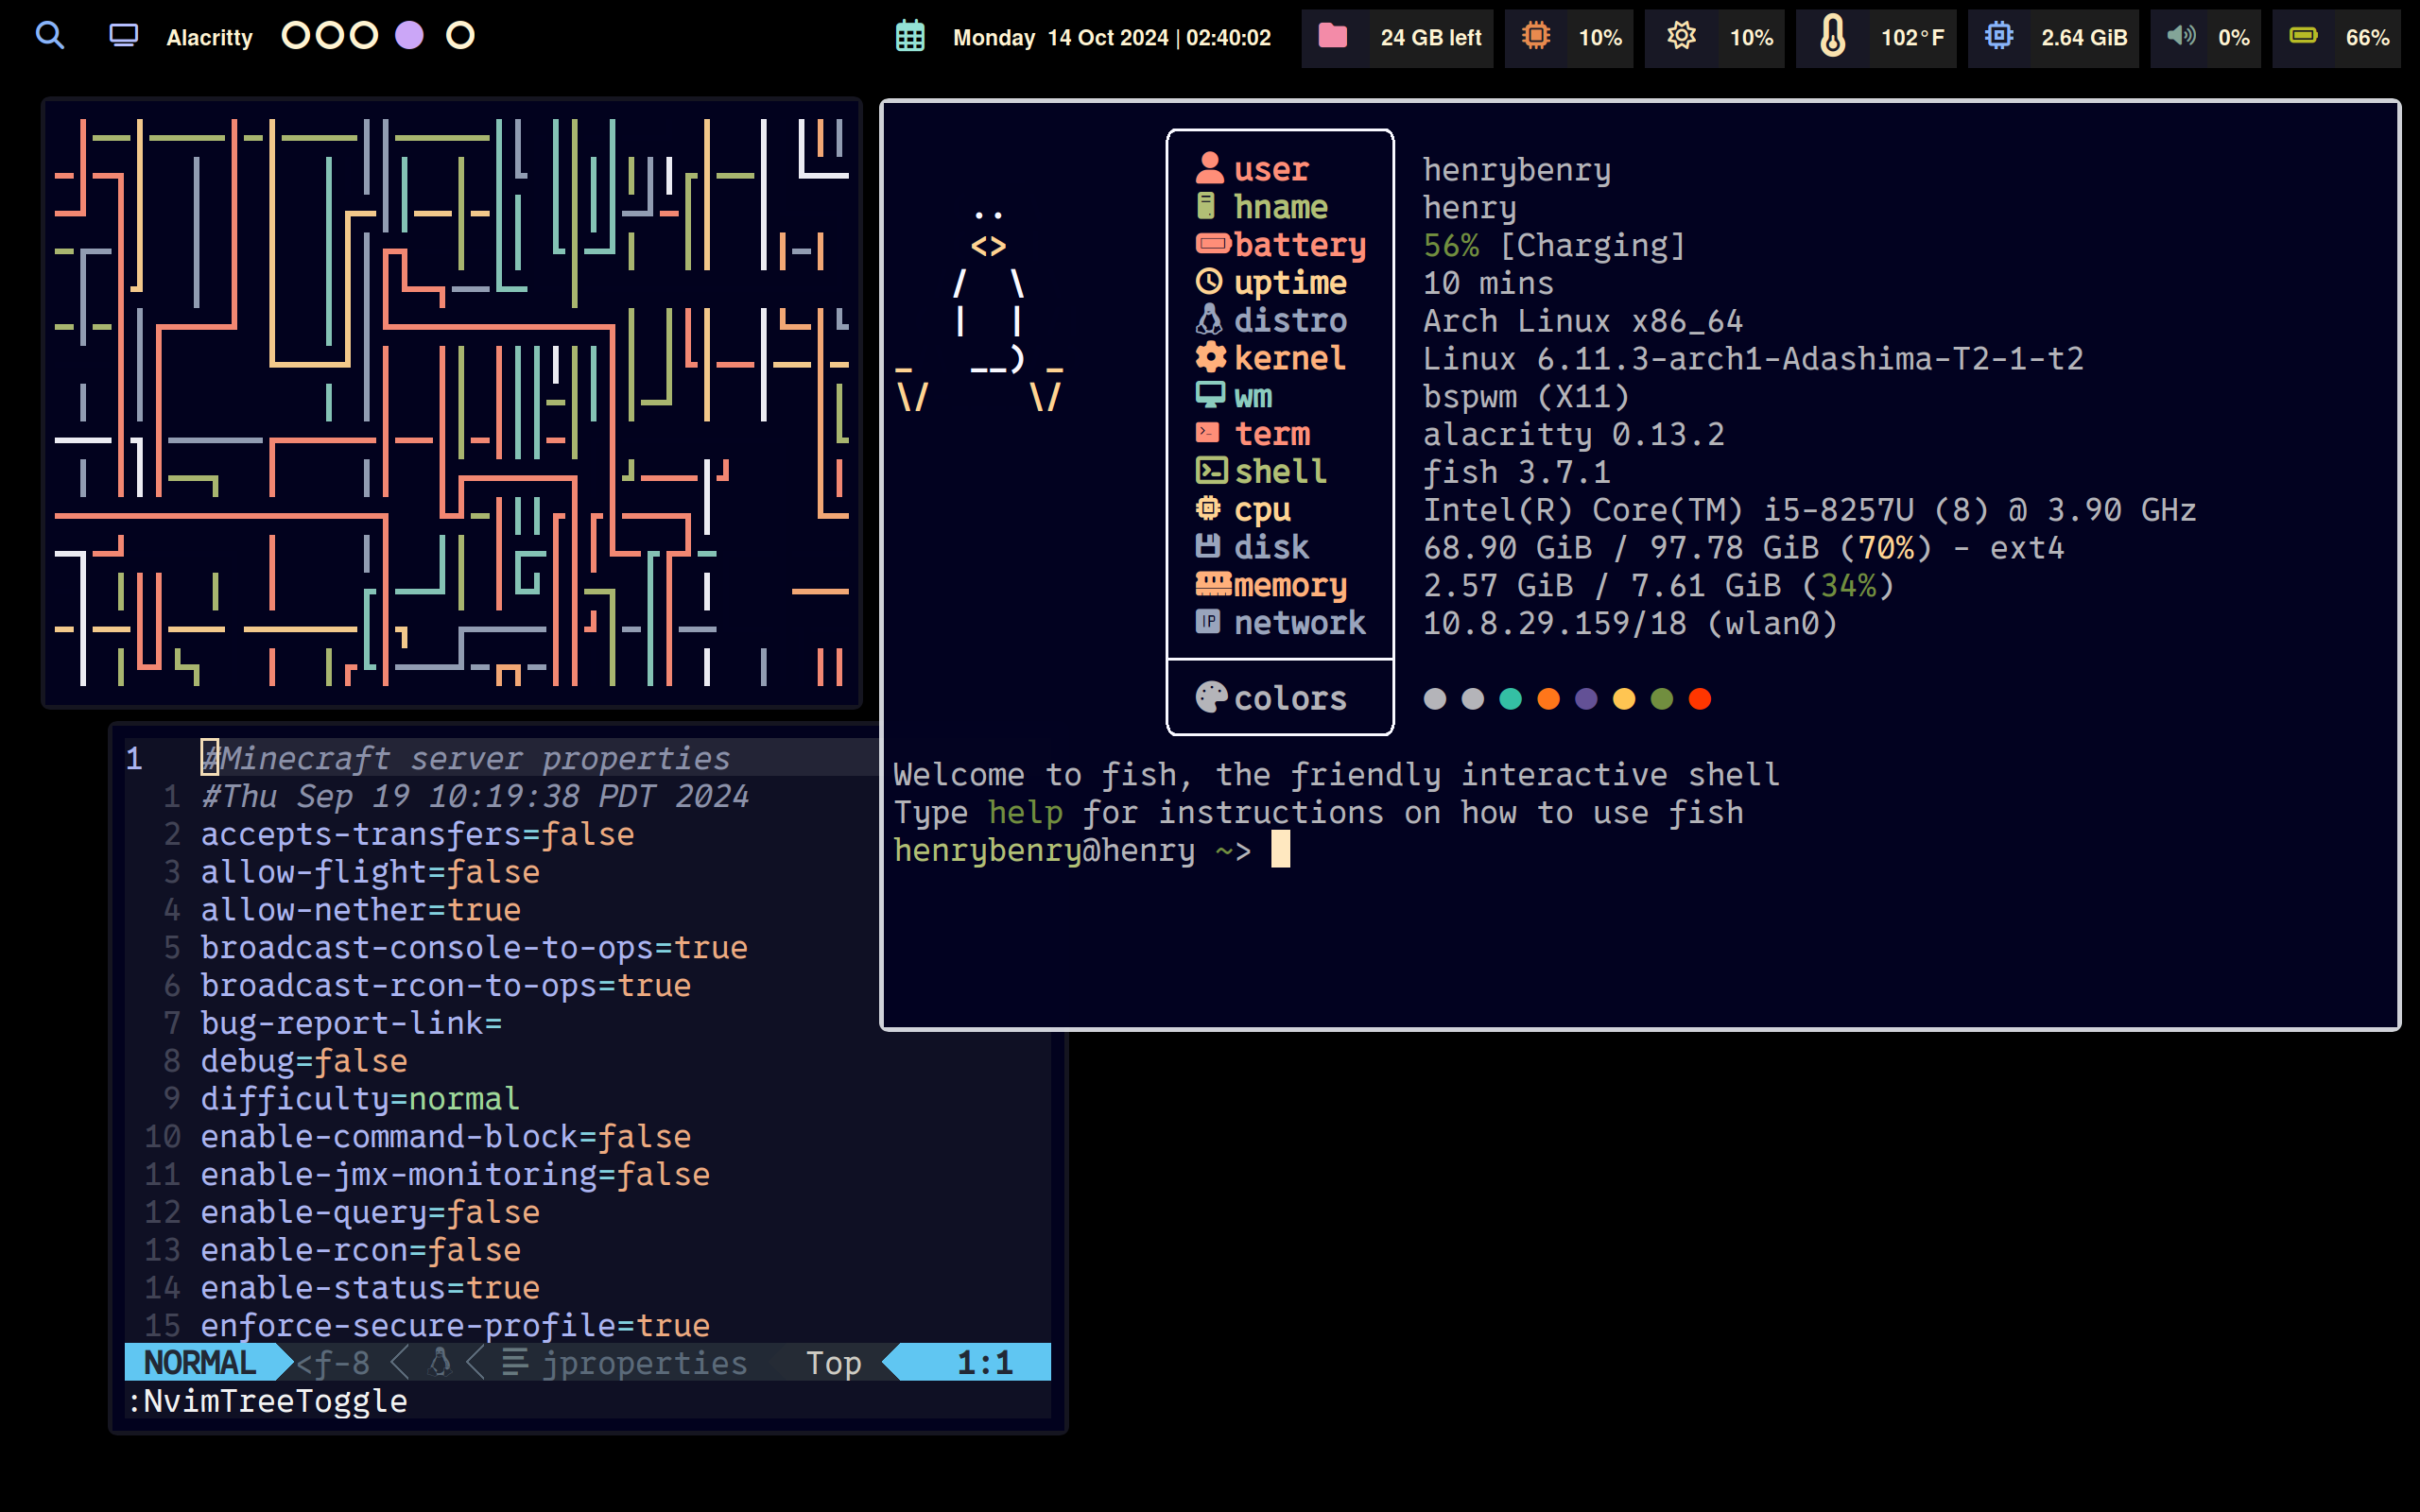 Alacritty
Monday 14 Oct 2024 | 02:40:02
24 GB left
10%
10%
102°F
2.64 GiB
0%
66%
user henrybenry
hname henry
battery 56% [Charging]
uptime 10 mins
distro Arch Linux x86_64
kernel Linux 6.11.3-arch1-Adashima-T2-1-t2
wm bspwm (X11)
term alacritty 0.13.2
shell fish 3.7.1
cpu Intel(R) Core(TM) i5-8257U (8) @ 3.90 GHz
disk 68.90 GiB / 97.78 GiB (70%) - ext4
memory 2.57 GiB / 7.61 GiB (34%)
IP network 10.8.29.159/18 (wlan0)
colors
Welcome to fish, the friendly interactive shell
Type help for instructions on how to use fish
henrybenry@henry ~>
1 #Minecraft server properties
1 #Thu Sep 19 10:19:38 PDT 2024
2 accepts-transfers=false
3 allow-flight=false
4 allow-nether=true
5 broadcast-console-to-ops=true
6 broadcast-rcon-to-ops=true
7 bug-report-link=
8 debug=false
9 difficulty=normal
10 enable-command-block=false
11 enable-jmx-monitoring=false
12 enable-query=false
13 enable-rcon=false
14 enable-status=true
15 enforce-secure-profile=true
NORMAL <f-8 jproperties Top 1:1
:NvimTreeToggle